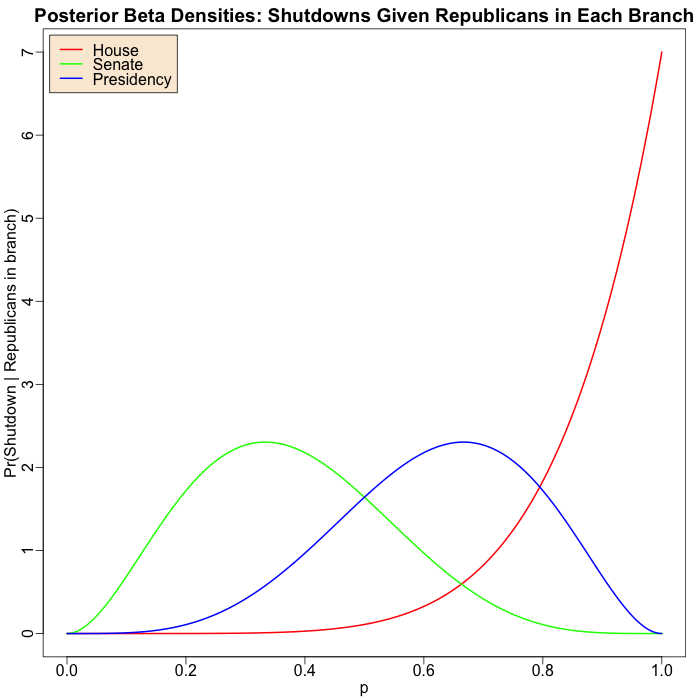 Posterior Beta Densities: Shutdowns Given Republicans in Each Branch
House
Senate
Presidency
Pr(Shutdown | Republicans in branch)
7
6
5
4
3
2
1
0
0.0 0.2 0.4 0.6 0.8 1.0
p